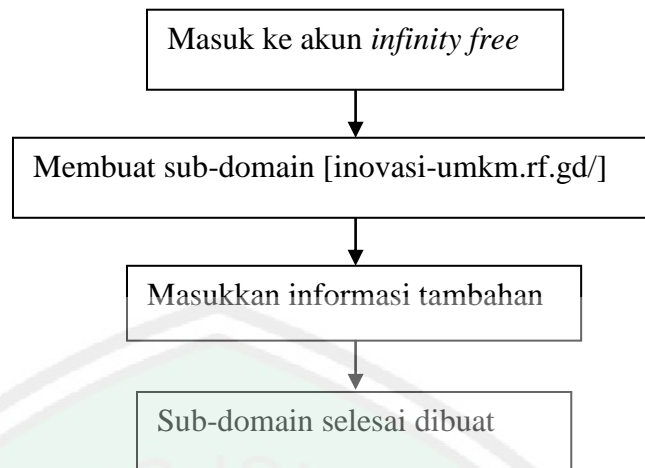 Masuk ke akun infinity free
Membuat sub-domain [inovasi-umkm.rf.gd/]
Masukkan informasi tambahan
Sub-domain selesai dibuat